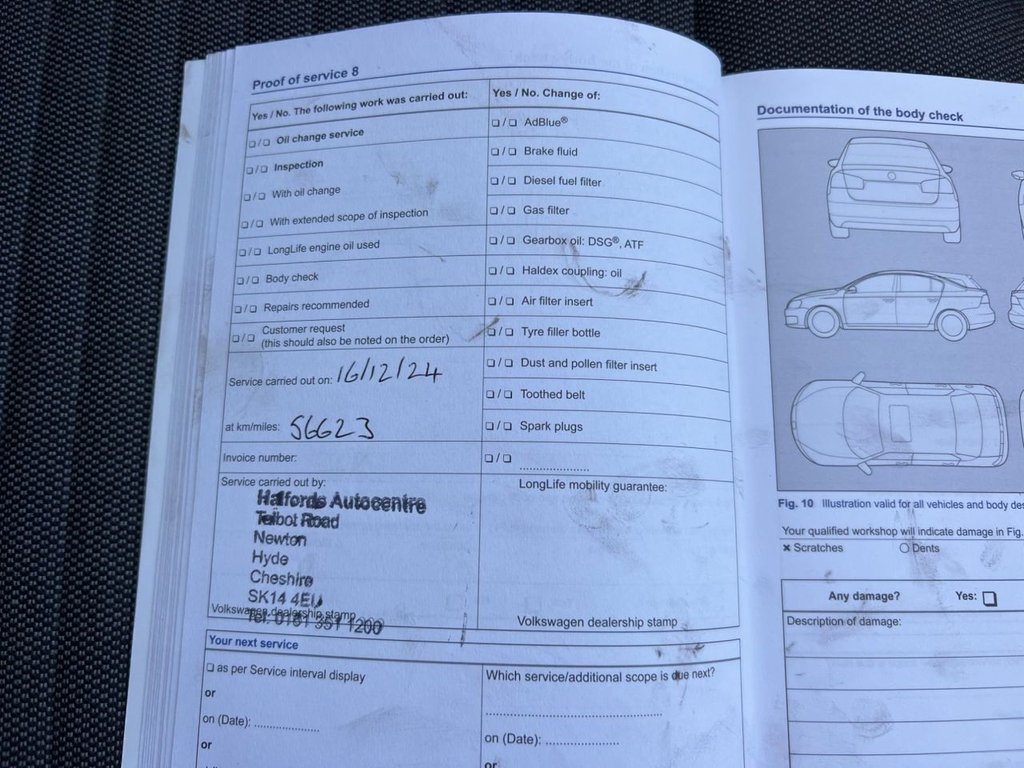 Proof of service 8
Yes / No. The following work was carried out:
❏/❏ Oil change service
❏/❏ Inspection
❏/❏ With oil change
❏/❏ With extended scope of inspection
❏/❏ LongLife engine oil used
❏/❏ Body check
❏/❏ Repairs recommended
❏/❏ Customer request
(this should also be noted on the order)
Service carried out on: 16/12/24
at km/miles: 56623
Invoice number:
Service carried out by:
Halfords Autocentre
Talbot Road
Newton
Hyde
Cheshire
SK14 4EU
Volkswagen dealership stamp
Tel: 0161 351 1200
Yes / No. Change of:
❏/❏ AdBlue®
❏/❏ Brake fluid
❏/❏ Diesel fuel filter
❏/❏ Gas filter
❏/❏ Gearbox oil: DSG®, ATF
❏/❏ Haldex coupling: oil
❏/❏ Air filter insert
❏/❏ Tyre filler bottle
❏/❏ Dust and pollen filter insert
❏/❏ Toothed belt
❏/❏ Spark plugs
❏/❏ ....................
LongLife mobility guarantee:
Volkswagen dealership stamp
Your next service
❏ as per Service interval display
or
on (Date): ....................
or
Which service/additional scope is due next?
..................................................
on (Date): ....................
or
Documentation of the body check
Fig. 10 Illustration valid for all vehicles and body
Your qualified workshop will indicate damage in Fig.
× Scratches
○ Dents
Any damage? Yes: ❏
Description of damage: